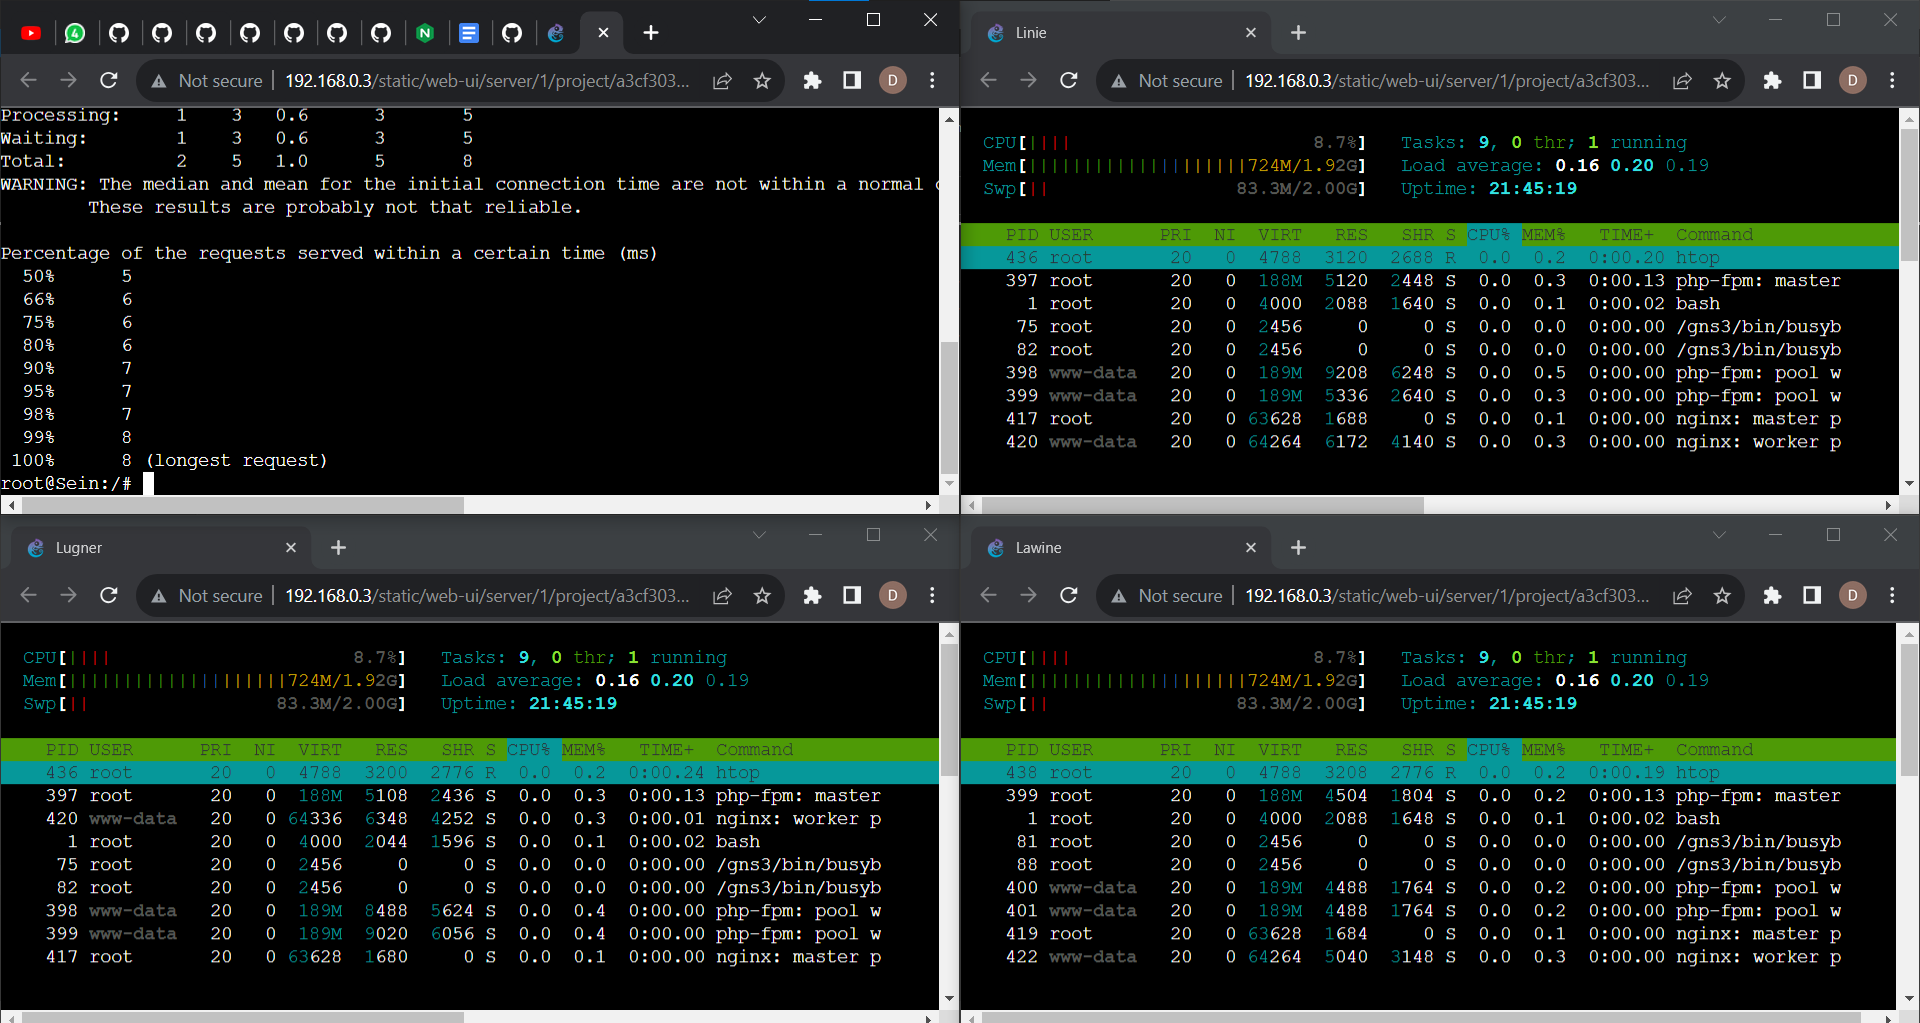 4
Not secure | 192.168.0.3/static/web-ui/server/1/project/a3cf303...
D
Processing: 1 3 0.6 3 5
Waiting: 1 3 0.6 3 5
Total: 2 5 1.0 5 8
WARNING: The median and mean for the initial connection time are not within a normal
These results are probably not that reliable.
Percentage of the requests served within a certain time (ms)
50% 5
66% 6
75% 6
80% 6
90% 7
95% 7
98% 7
99% 8
100% 8 (longest request)
root@Sein:/#
Linie
Not secure | 192.168.0.3/static/web-ui/server/1/project/a3cf303...
D
CPU[|||| 8.7%] Tasks: 9, 0 thr; 1 running
Mem[||||||||||||||||||||724M/1.92G] Load average: 0.16 0.20 0.19
Swp[|| 83.3M/2.00G] Uptime: 21:45:19
PID USER PRI NI VIRT RES SHR S CPU% MEM% TIME+ Command
436 root 20 0 4788 3120 2688 R 0.0 0.2 0:00.20 htop
397 root 20 0 188M 5120 2448 S 0.0 0.3 0:00.13 php-fpm: master
1 root 20 0 4000 2088 1640 S 0.0 0.1 0:00.02 bash
75 root 20 0 2456 0 0 S 0.0 0.0 0:00.00 /gns3/bin/busyb
82 root 20 0 2456 0 0 S 0.0 0.0 0:00.00 /gns3/bin/busyb
398 www-data 20 0 189M 9208 6248 S 0.0 0.5 0:00.00 php-fpm: pool w
399 www-data 20 0 189M 5336 2640 S 0.0 0.3 0:00.00 php-fpm: pool w
417 root 20 0 63628 1688 0 S 0.0 0.1 0:00.00 nginx: master p
420 www-data 20 0 64264 6172 4140 S 0.0 0.3 0:00.00 nginx: worker p
Lugner
Not secure | 192.168.0.3/static/web-ui/server/1/project/a3cf303...
D
CPU[|||| 8.7%] Tasks: 9, 0 thr; 1 running
Mem[||||||||||||||||||||724M/1.92G] Load average: 0.16 0.20 0.19
Swp[|| 83.3M/2.00G] Uptime: 21:45:19
PID USER PRI NI VIRT RES SHR S CPU% MEM% TIME+ Command
436 root 20 0 4788 3200 2776 R 0.0 0.2 0:00.24 htop
397 root 20 0 188M 5108 2436 S 0.0 0.3 0:00.13 php-fpm: master
420 www-data 20 0 64336 6348 4252 S 0.0 0.3 0:00.01 nginx: worker p
1 root 20 0 4000 2044 1596 S 0.0 0.1 0:00.02 bash
75 root 20 0 2456 0 0 S 0.0 0.0 0:00.00 /gns3/bin/busyb
82 root 20 0 2456 0 0 S 0.0 0.0 0:00.00 /gns3/bin/busyb
398 www-data 20 0 189M 8488 5624 S 0.0 0.4 0:00.00 php-fpm: pool w
399 www-data 20 0 189M 9020 6056 S 0.0 0.4 0:00.00 php-fpm: pool w
417 root 20 0 63628 1680 0 S 0.0 0.1 0:00.00 nginx: master p
Lawine
Not secure | 192.168.0.3/static/web-ui/server/1/project/a3cf303...
D
CPU[|||| 8.7%] Tasks: 9, 0 thr; 1 running
Mem[||||||||||||||||||||724M/1.92G] Load average: 0.16 0.20 0.19
Swp[|| 83.3M/2.00G] Uptime: 21:45:19
PID USER PRI NI VIRT RES SHR S CPU% MEM% TIME+ Command
438 root 20 0 4788 3208 2776 R 0.0 0.2 0:00.19 htop
399 root 20 0 188M 4504 1804 S 0.0 0.2 0:00.13 php-fpm: master
1 root 20 0 4000 2088 1648 S 0.0 0.1 0:00.02 bash
81 root 20 0 2456 0 0 S 0.0 0.0 0:00.00 /gns3/bin/busyb
88 root 20 0 2456 0 0 S 0.0 0.0 0:00.00 /gns3/bin/busyb
400 www-data 20 0 189M 4488 1764 S 0.0 0.2 0:00.00 php-fpm: pool w
401 www-data 20 0 189M 4488 1764 S 0.0 0.2 0:00.00 php-fpm: pool w
419 root 20 0 63628 1684 0 S 0.0 0.1 0:00.00 nginx: master p
422 www-data 20 0 64264 5040 3148 S 0.0 0.3 0:00.00 nginx: worker p